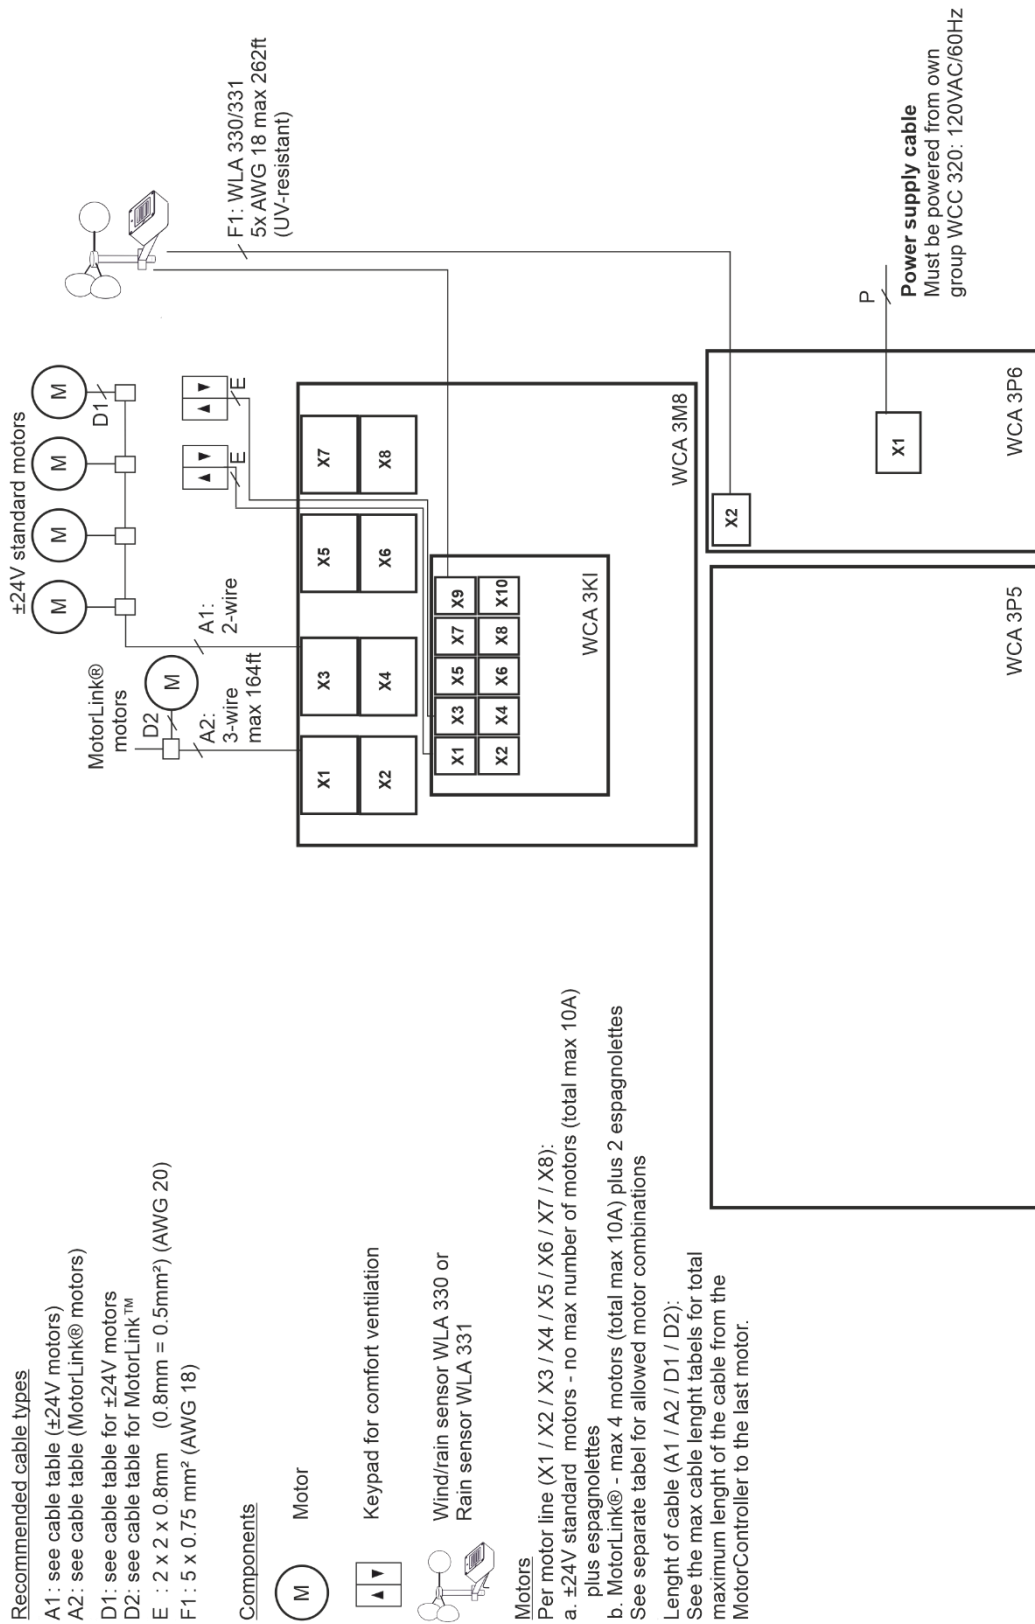 Recommended cable types
A1 : see cable table (±24V motors)
A2 : see cable table (MotorLink® motors)
D1: see cable table for ±24V motors
D2: see cable table for MotorLink™
E : 2 x 2 x 0.8mm (0.8mm = 0.5mm²) (AWG 20)
F1 : 5 x 0.75 mm² (AWG 18)
Components
M
Motor
Keypad for comfort ventilation
Wind/rain sensor WLA 330 or
Rain sensor WLA 331
Motors
Per motor line (X1 / X2 / X3 / X4 / X5 / X6 / X7 / X8):
a. ±24V standard motors - no max number of motors (total max 10A)
plus espagnolettes
b. MotorLink® - max 4 motors (total max 10A) plus 2 espagnolettes
See separate tabel for allowed motor combinations
Lenght of cable (A1 / A2 / D1 / D2):
See the max cable lenght tabels for total
maximum lenght of the cable from the
MotorController to the last motor.
MotorLink®
motors
D2
M
A2:
3-wire
max 164ft
±24V standard motors
M
M
M
M
D1
A1:
2-wire
E
E
F1: WLA 330/331
5x AWG 18 max 262ft
(UV-resistant)
X1
X3
X5
X7
X2
X4
X6
X8
X1
X3
X5
X7
X9
X2
X4
X6
X8
X10
WCA 3KI
WCA 3M8
WCA 3P5
X2
X1
WCA 3P6
P
Power supply cable
Must be powered from own
group WCC 320: 120VAC/60Hz